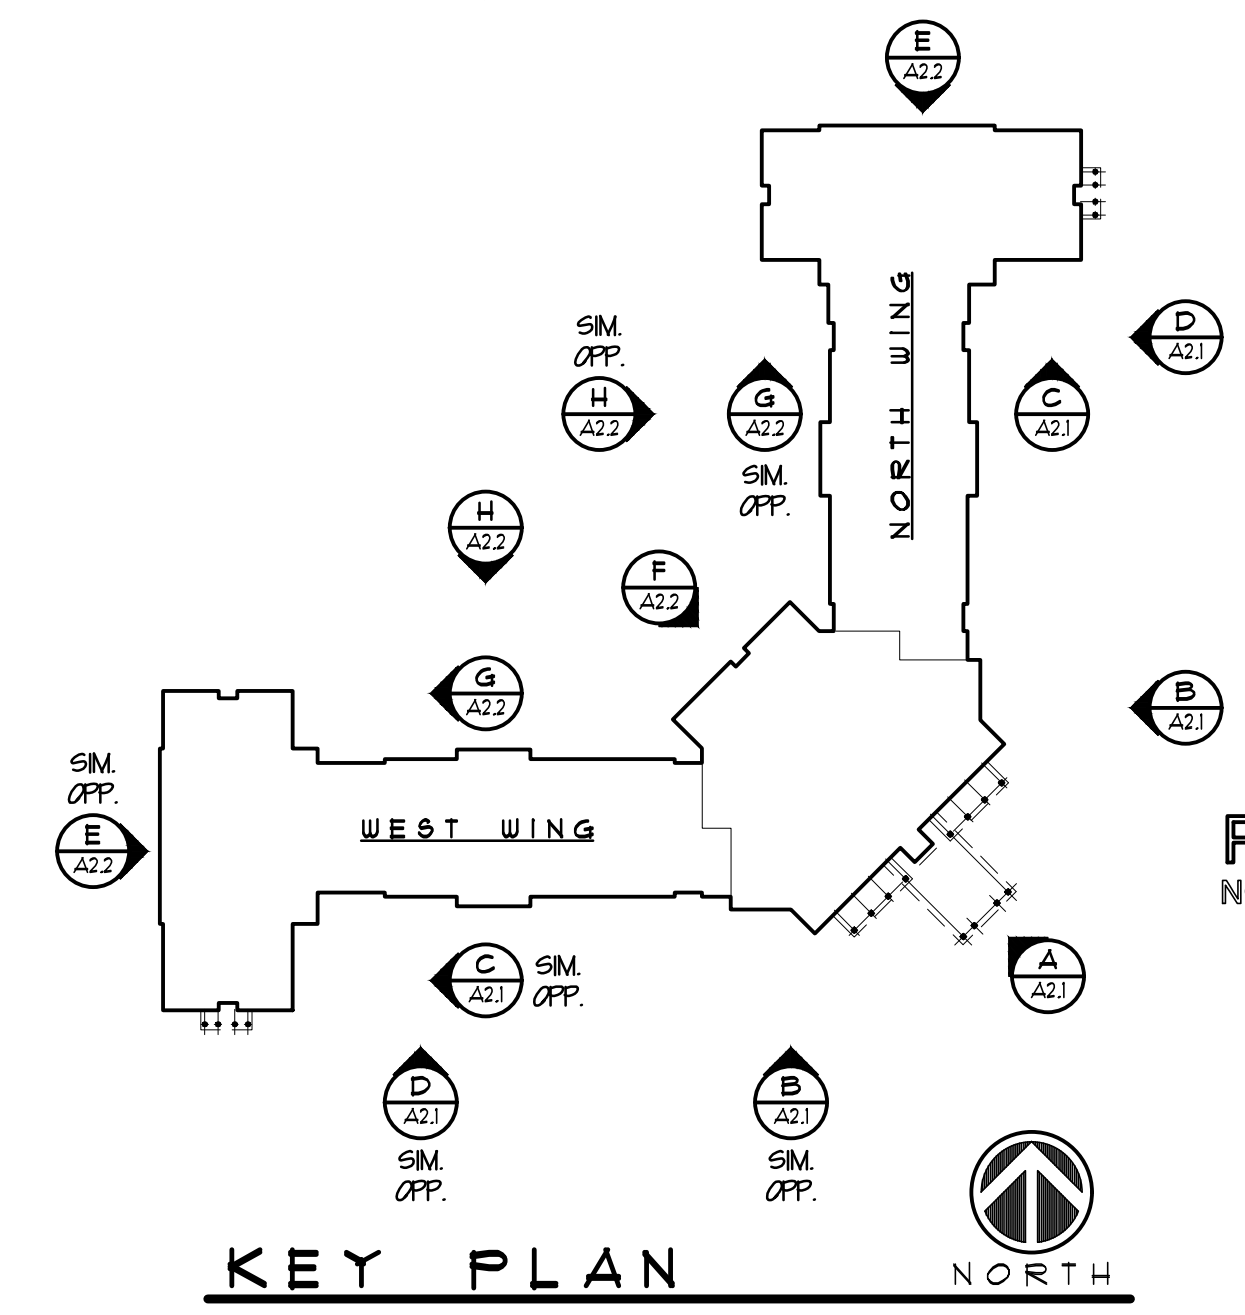 E
A2.2
NORTH WING
D
A2.1
SIM.
OPP.
H
A2.2
G
A2.2
SIM.
OPP.
C
A2.1
H
A2.2
F
A2.2
G
A2.2
B
A2.1
SIM.
OPP.
E
A2.2
WEST WING
C
A2.1
SIM.
OPP.
A
A2.1
D
A2.1
SIM.
OPP.
B
A2.1
SIM.
OPP.
NORTH
KEY PLAN